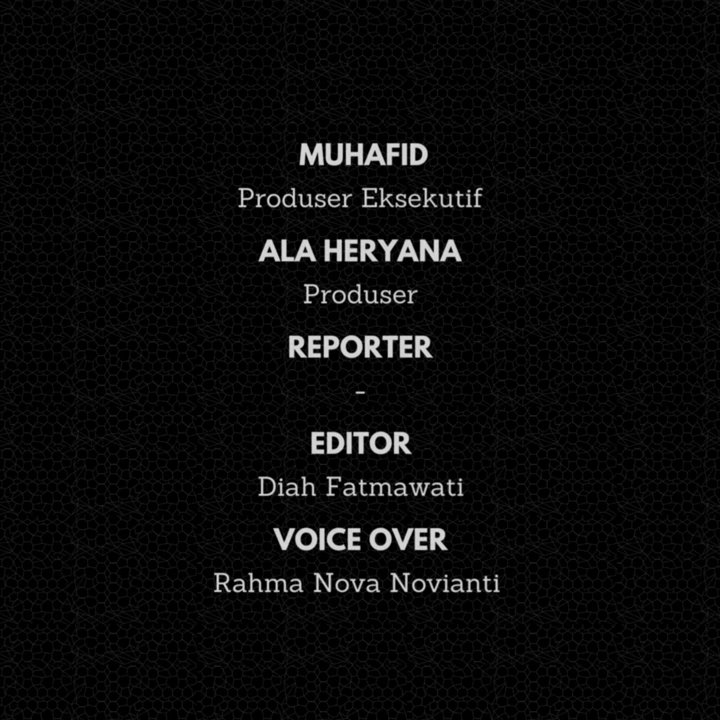 MUHAFID
Produser Eksekutif
ALA HERYANA
Produser
REPORTER
-
EDITOR
Diah Fatmawati
VOICE OVER
Rahma Nova Novianti